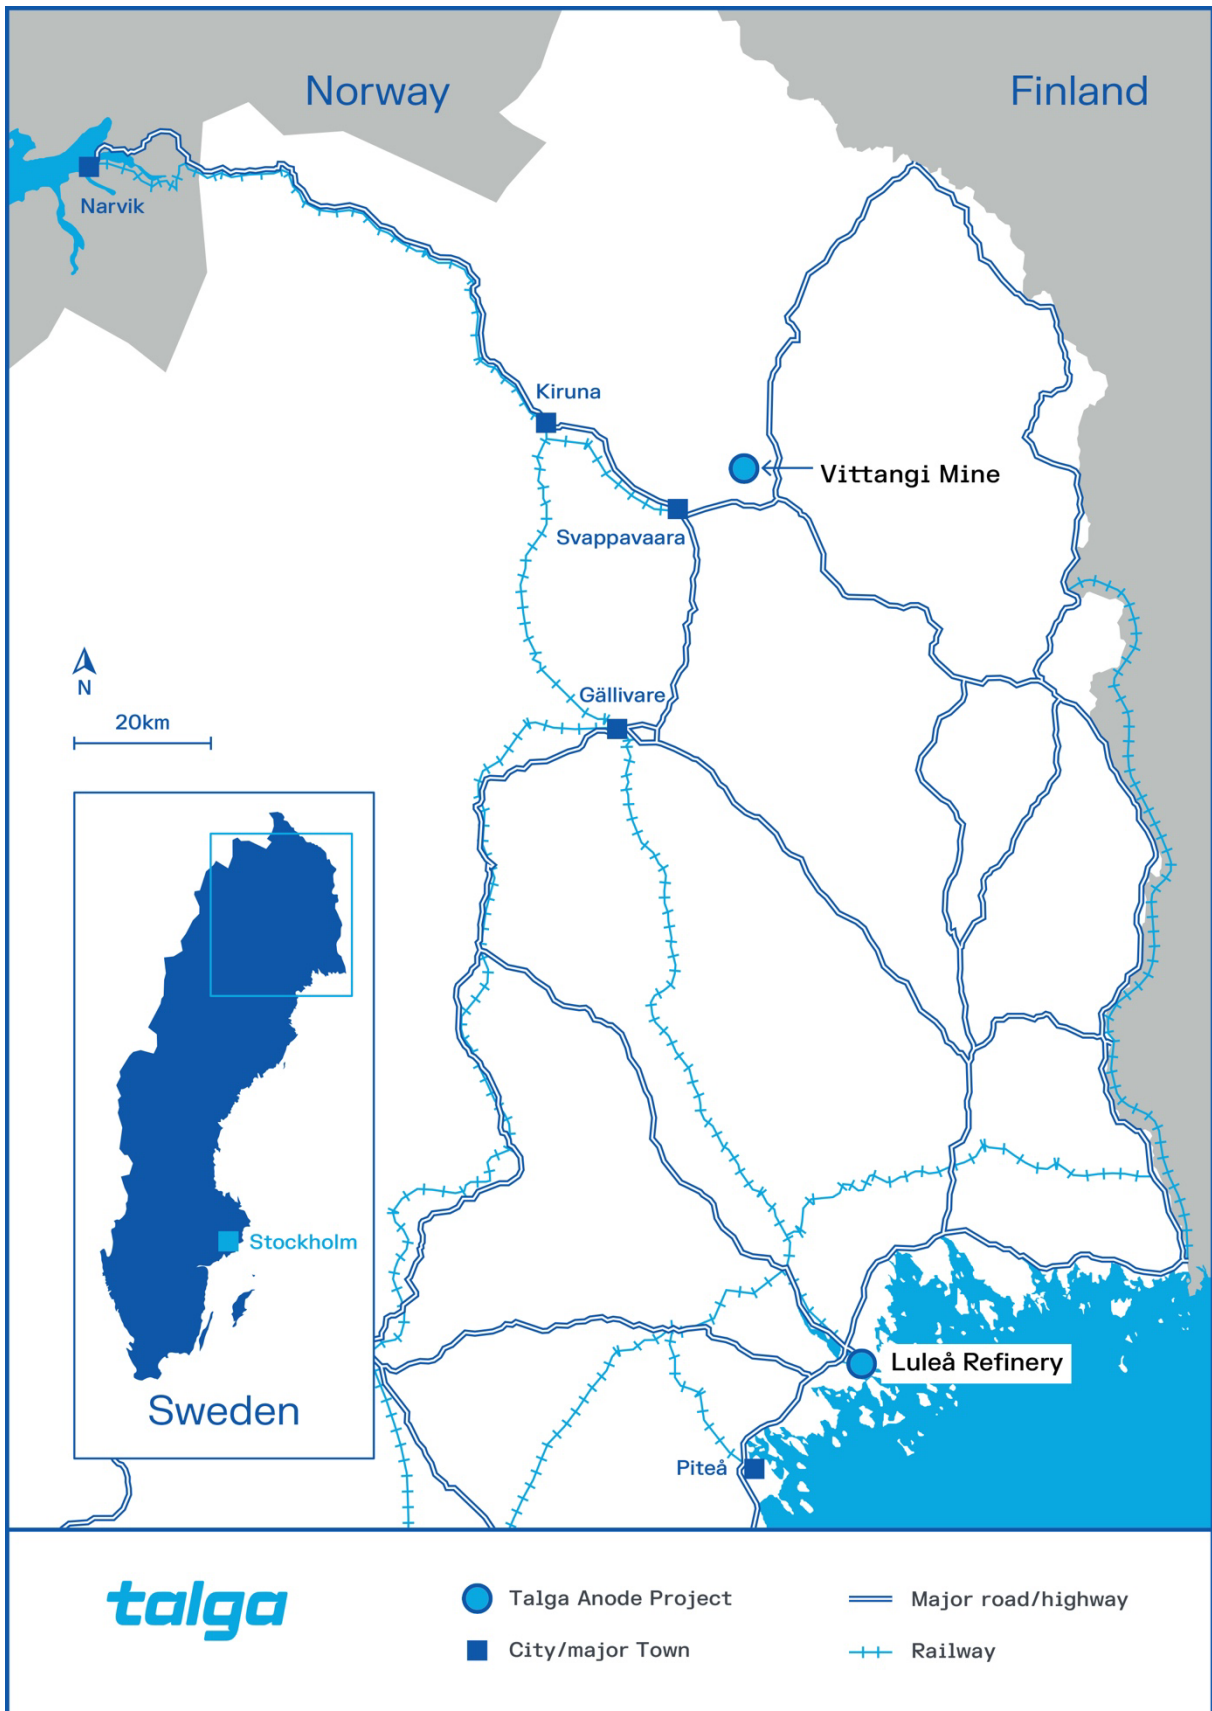 Norway
Finland
Narvik
Kiruna
Vittangi Mine
Svappavaara
N
20km
Gällivare
Stockholm
Sweden
Luleå Refinery
Piteå
talga
Talga Anode Project
Major road/highway
City/major Town
Railway